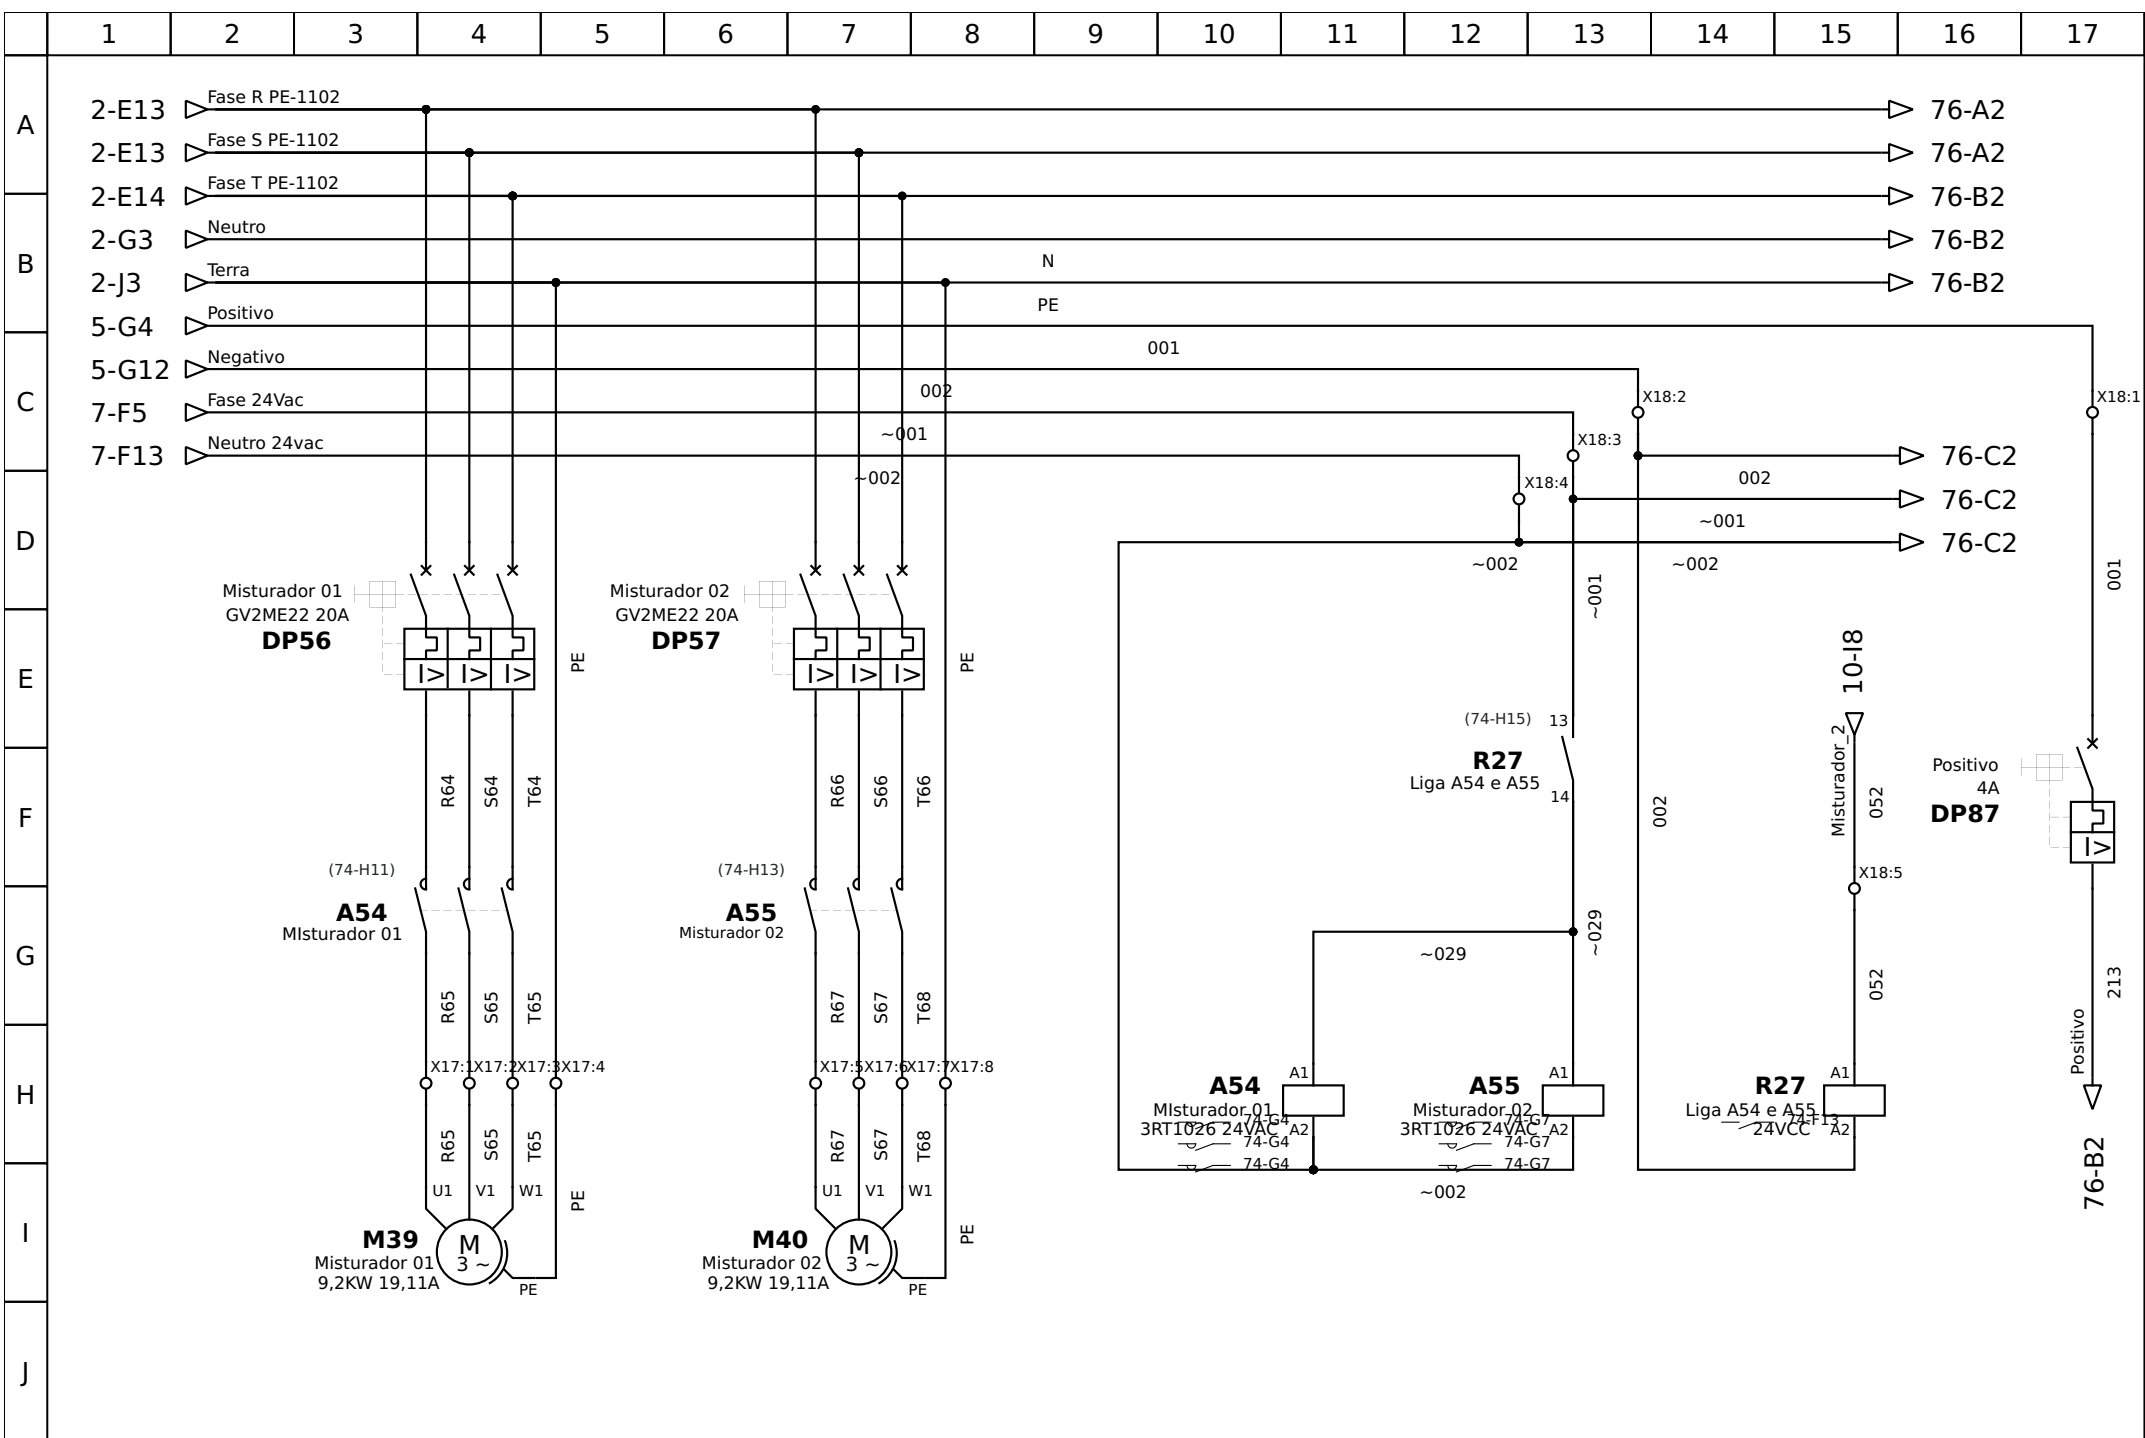 1 2 3 4 5 6 7 8 9 10 11 12 13 14 15 16 17
A
B
C
D
E
F
G
H
I
J
2-E13 Fase R PE-1102 76-A2
2-E13 Fase S PE-1102 76-A2
2-E14 Fase T PE-1102 76-B2
2-G3 Neutro 76-B2
N
2-J3 Terra 76-B2
PE
5-G4 Positivo
001
5-G12 Negativo
002
X18:2 X18:1
7-F5 Fase 24Vac
~001
X18:3
7-F13 Neutro 24vac 76-C2
~002
X18:4
002
76-C2
~001
76-C2
~002 ~002
~001
001
Misturador 01
GV2ME22 20A
DP56
PE
Misturador 02
GV2ME22 20A
DP57
PE
I> I> I>
I> I> I>
10-I8
Misturador_2
052
(74-H15)
13
R27
Liga A54 e A55
14
002
Positivo
4A
DP87
I>
R64 S64 T64
R66 S66 T66
(74-H11)
A54
MIsturador 01
(74-H13)
A55
Misturador 02
X18:5
~029
~029
052
213
Positivo
R65 S65 T65
R67 S67 T68
X17:1 X17:2 X17:3 X17:4
X17:5 X17:6 X17:7 X17:8
A54
MIsturador 01
3RT1026 24VAC
A1
A2
74-G4
74-G4
74-G4
A55
Misturador 02
3RT1026 24VAC
A1
A2
74-G7
74-G7
74-G7
R27
Liga A54 e A55
24VCC
A1
A2
74-F13
76-B2
~002
R65 S65 T65
R67 S67 T68
U1 V1 W1
PE
U1 V1 W1
PE
M39
Misturador 01
9,2KW 19,11A
M
3 ~
PE
M40
Misturador 02
9,2KW 19,11A
M
3 ~
PE